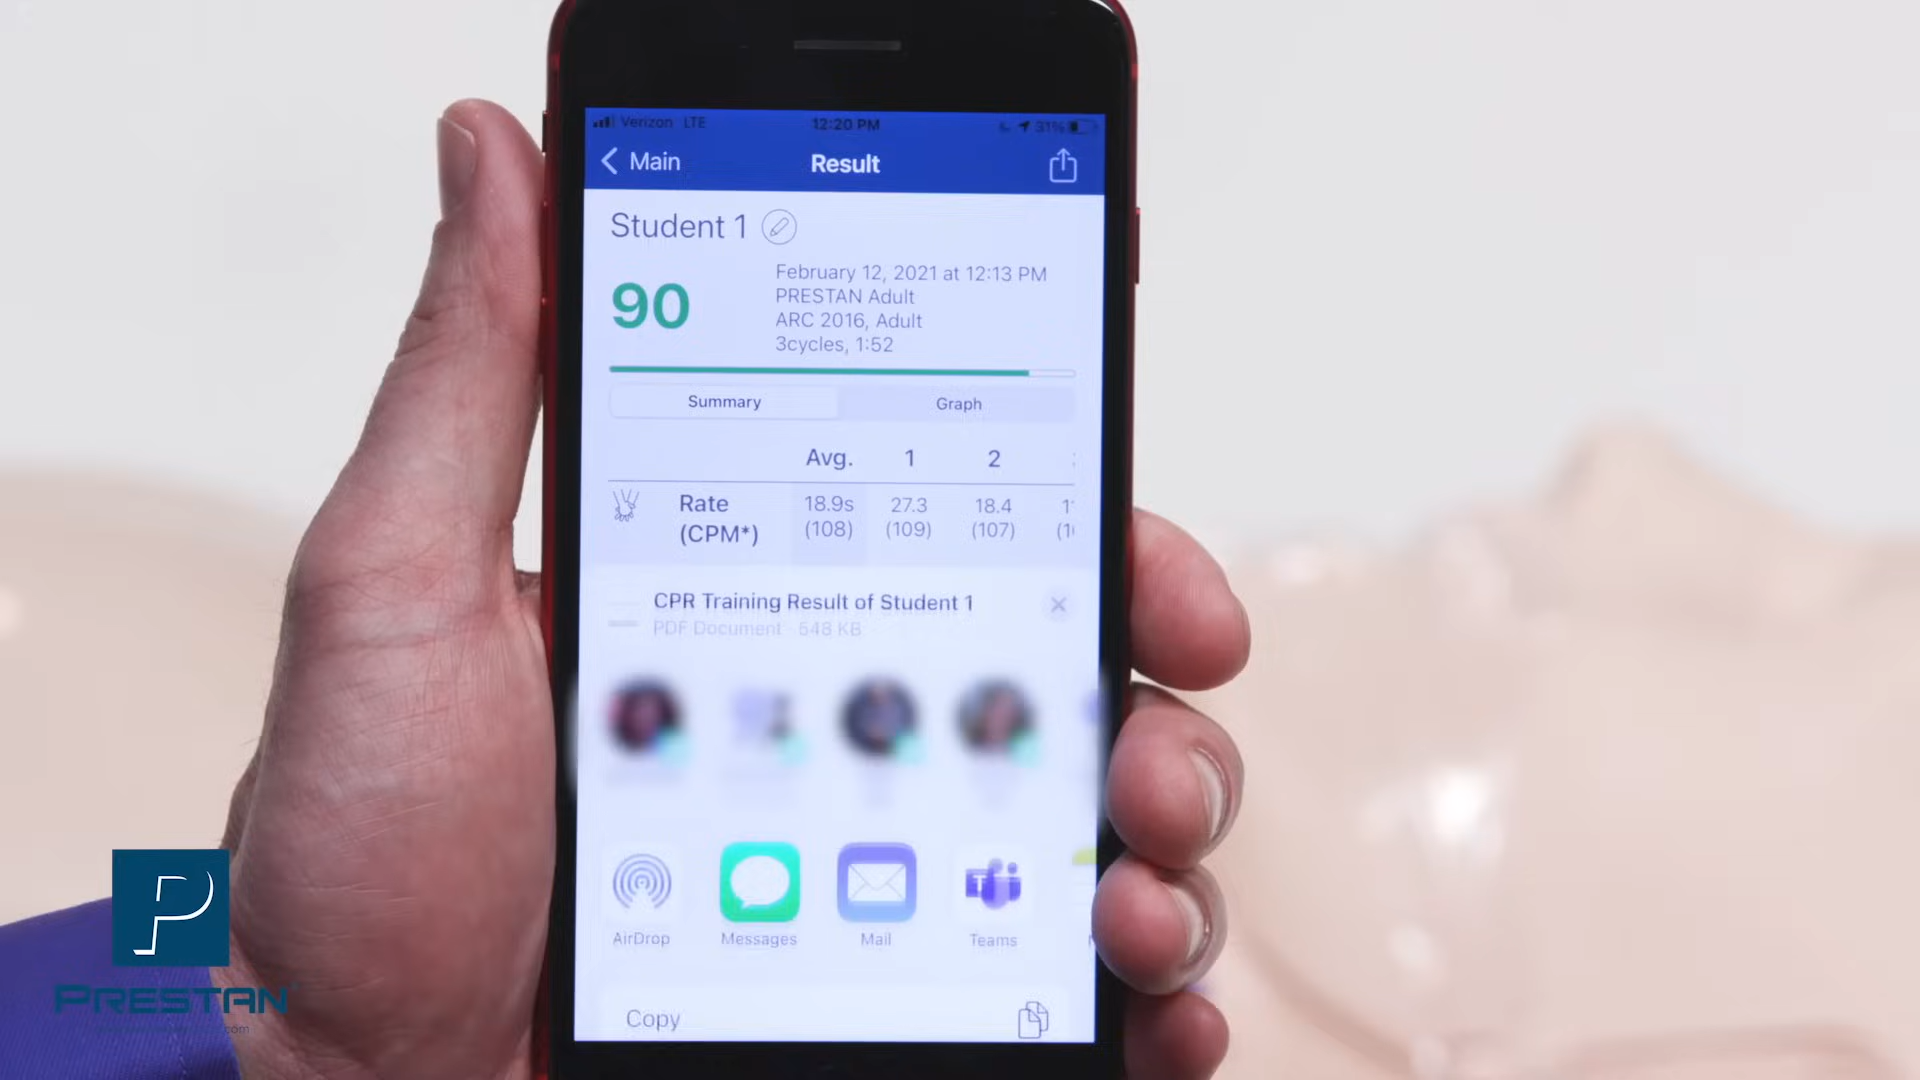 Verizon LTE 12:20 PM 31%
Main Result
Student 1
90
February 12, 2021 at 12:13 PM
PRESTAN Adult
ARC 2016, Adult
3cycles, 1:52
Summary Graph
Avg. 1 2
Rate 18.9s 27.3 18.4
(CPM*) (108) (109) (107)
CPR Training Result of Student 1
PDF Document · 548 KB
AirDrop Messages Mail Teams
Copy
P
PRESTAN